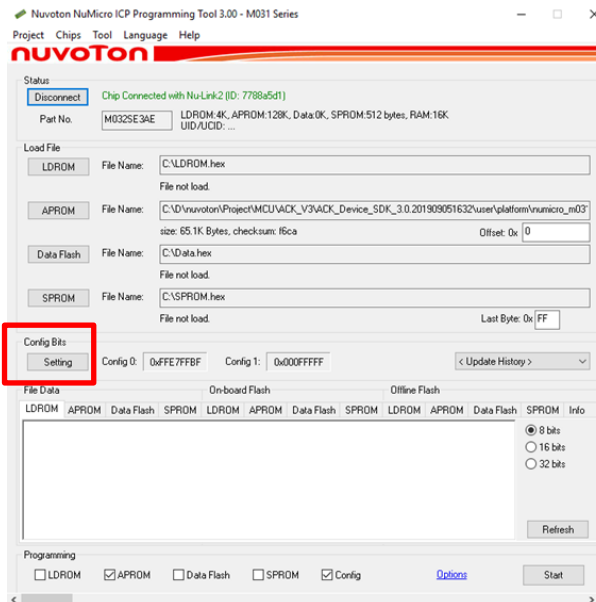 Nuvoton NuMicro ICP Programming Tool 3.00 - M031 Series
Project Chips Tool Language Help
nuvoTon
Status
Disconnect Chip Connected with Nu-Link2 (ID: 7788a5d1)
Part No. M032SE3AE LDROM:4K, APROM:128K, Data:0K, SPROM:512 bytes, RAM:16K
UID/UCID: ...
Load File
LDROM File Name: C:\LDROM.hex
File not load.
APROM File Name: C:\D\nuvoton\Project\MCU\ACK_V3\ACK_Device_SDK_3.0.201909051632\user\platform\numicro_m03
size: 65.1K Bytes, checksum: f6ca Offset: 0x 0
Data Flash File Name: C:\Data.hex
File not load.
SPROM File Name: C:\SPROM.hex
File not load. Last Byte: 0x FF
Config Bits
Setting Config 0: 0xFFE7FFBF Config 1: 0x000FFFFF < Update History >
File Data On-board Flash Offline Flash
LDROM APROM Data Flash SPROM LDROM APROM Data Flash SPROM LDROM APROM Data Flash SPROM Info
8 bits
16 bits
32 bits
Refresh
Programming
LDROM APROM Data Flash SPROM Config Options Start